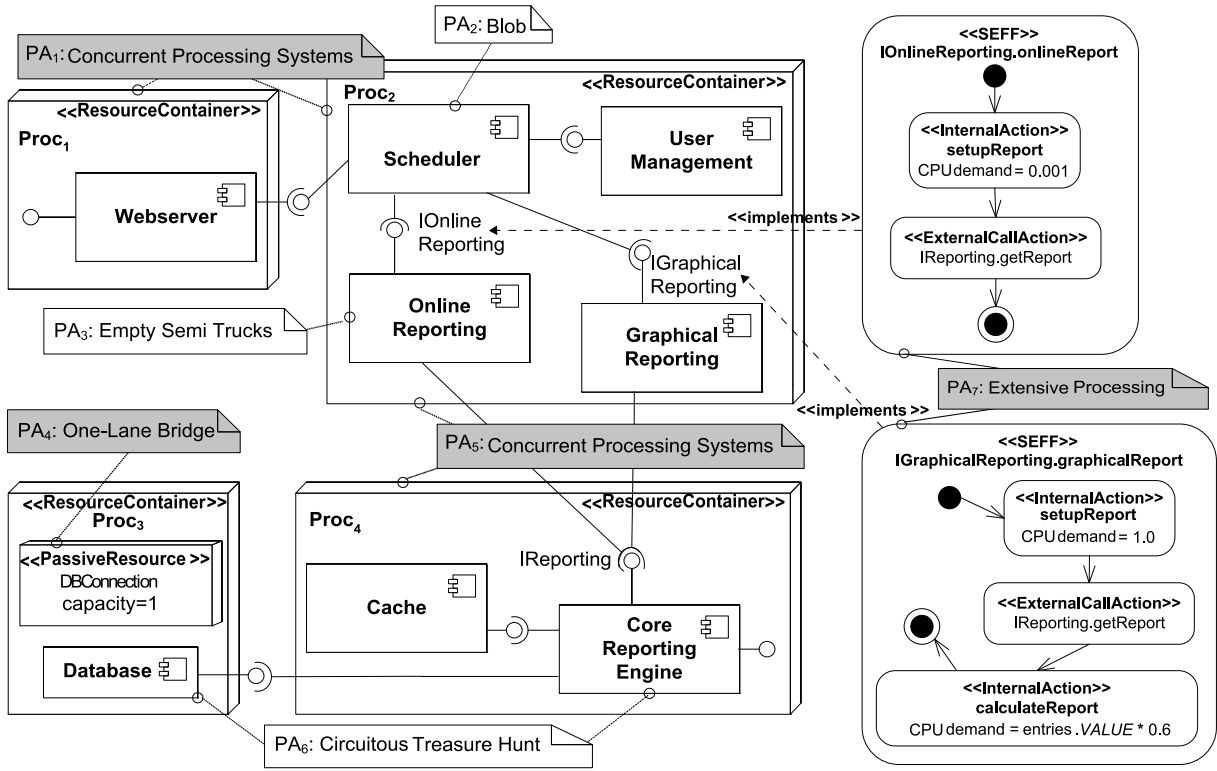 PA1: Concurrent Processing Systems
PA2: Blob
<<ResourceContainer>>
Proc1
Webserver
<<ResourceContainer>>
Proc2
Scheduler
User
Management
IOnline
Reporting
IGraphical
Reporting
Online
Reporting
Graphical
Reporting
PA3: Empty Semi Trucks
<<implements >>
<<SEFF>>
IOnlineReporting.onlineReport
<<InternalAction>>
setupReport
CPU demand = 0.001
<<ExternalCallAction>>
IReporting.getReport
PA7: Extensive Processing
<<implements >>
PA4: One-Lane Bridge
PA5: Concurrent Processing Systems
<<ResourceContainer>>
Proc3
<<PassiveResource >>
DBConnection
capacity=1
Database
<<ResourceContainer>>
Proc4
IReporting
Cache
Core
Reporting
Engine
PA6: Circuitous Treasure Hunt
<<SEFF>>
IGraphicalReporting.graphicalReport
<<InternalAction>>
setupReport
CPU demand = 1.0
<<ExternalCallAction>>
IReporting.getReport
<<InternalAction>>
calculateReport
CPU demand = entries .VALUE * 0.6